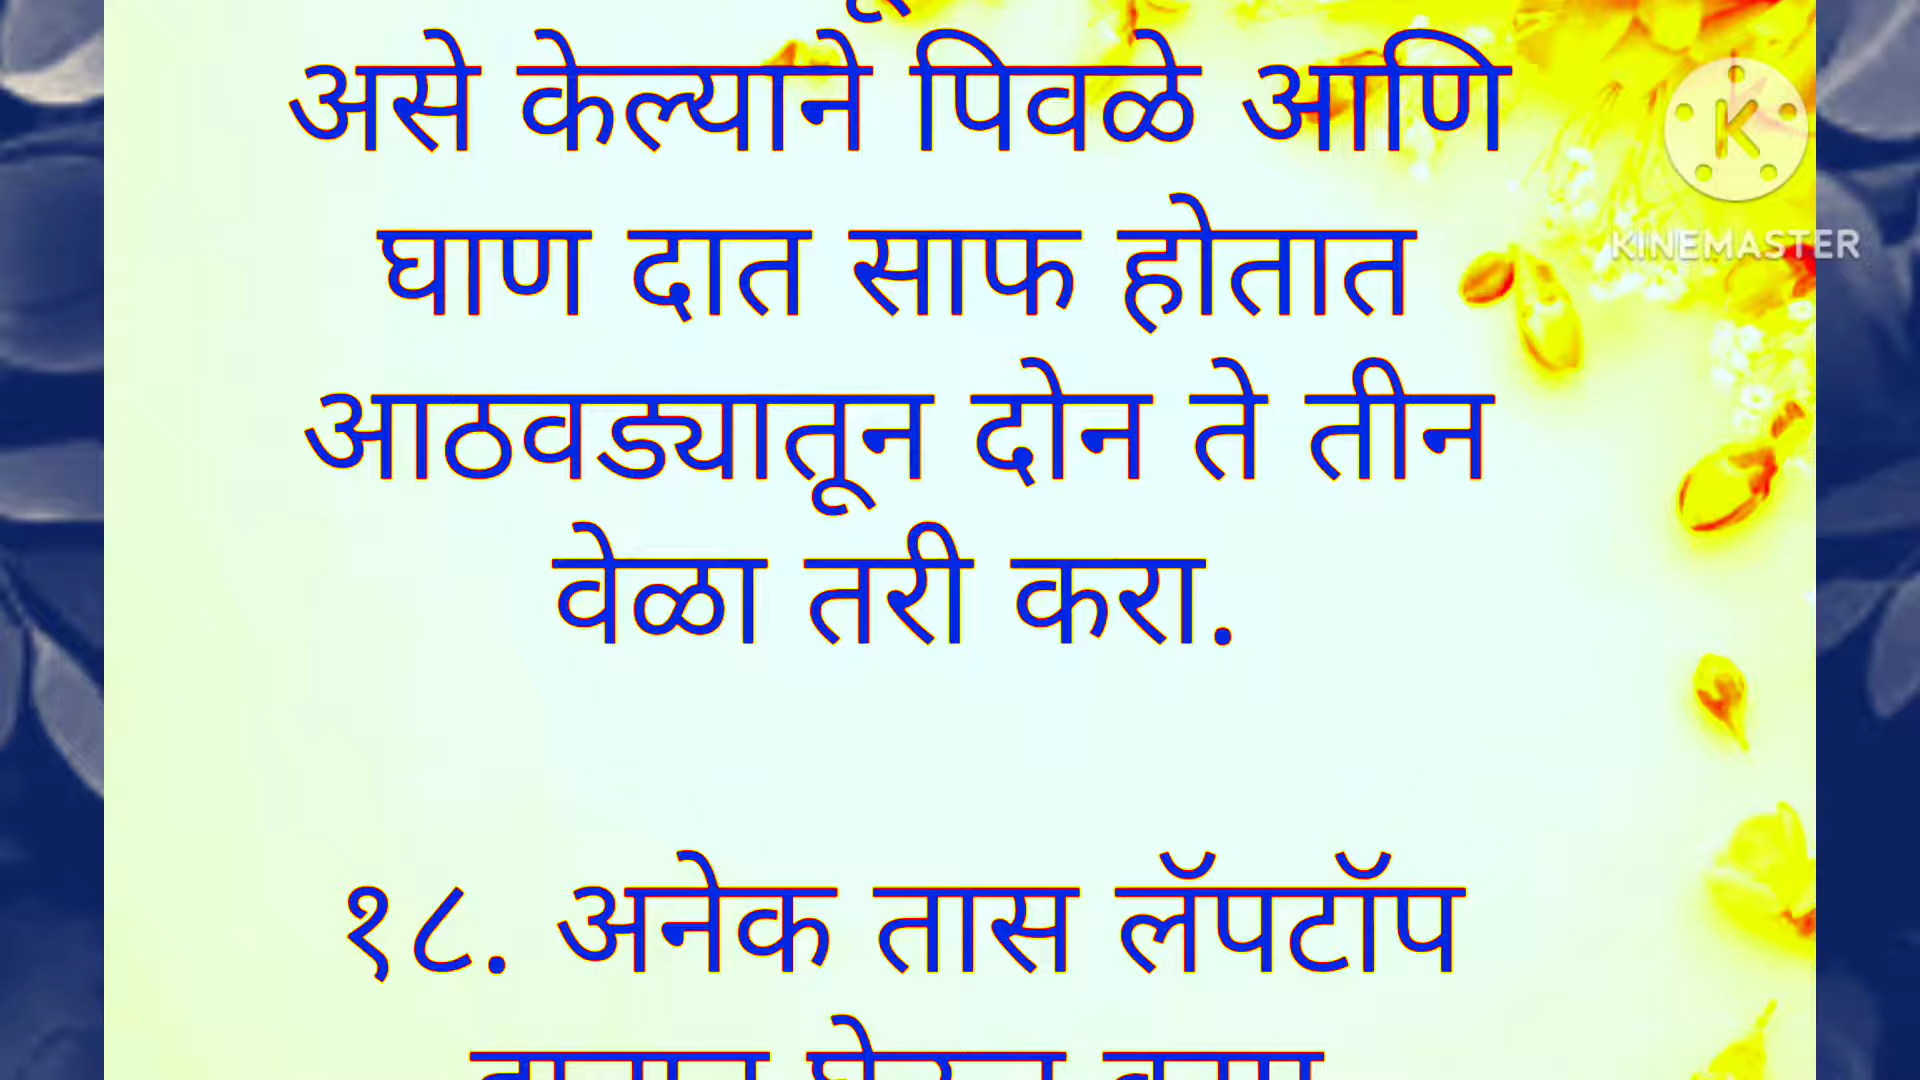 असे केल्याने पिवळे आणि
घाण दात साफ होतात
आठवड्यातून दोन ते तीन
वेळा तरी करा.
१८. अनेक तास लॅपटॉप
K
KINEMASTER